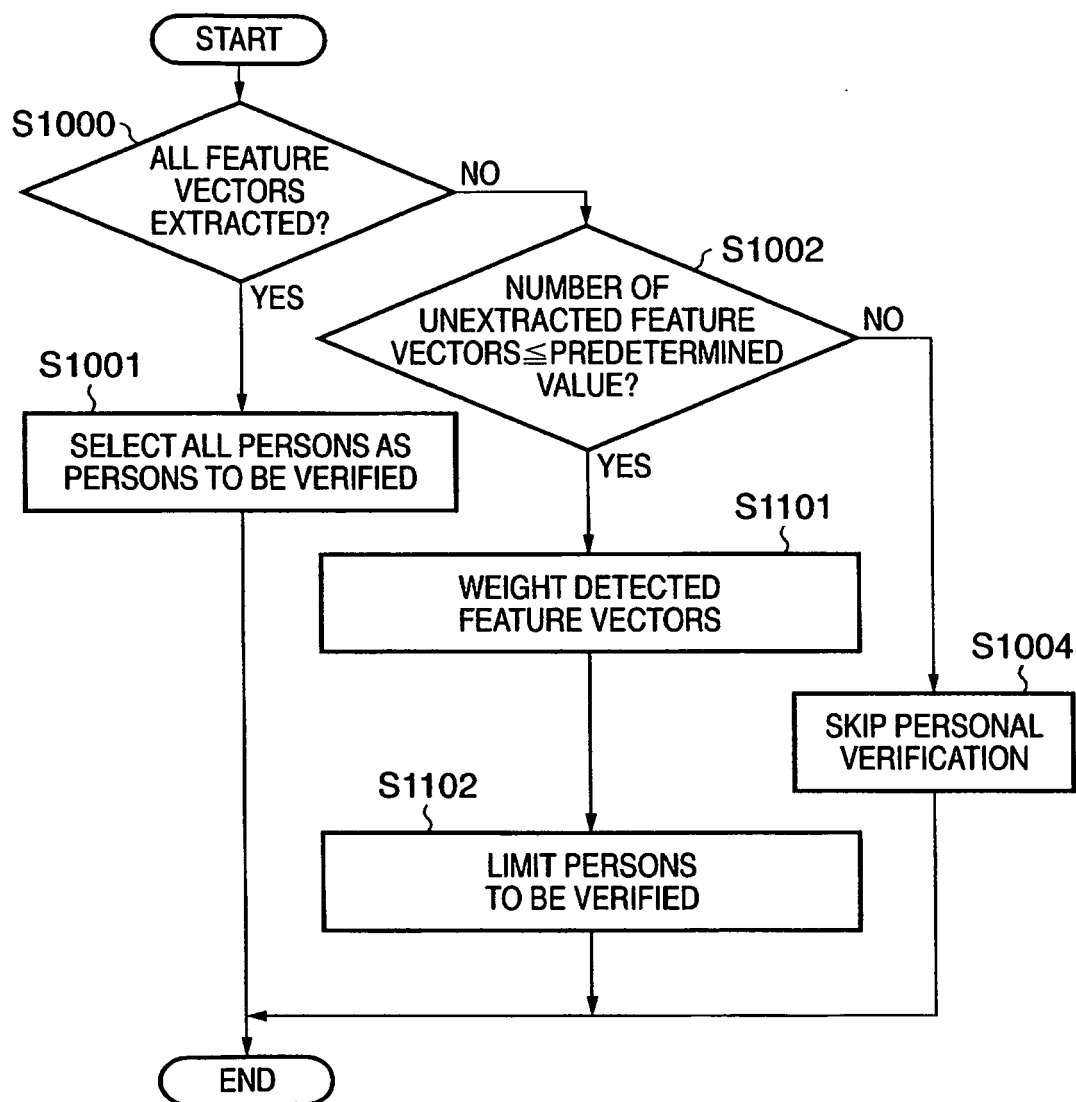 START
S1000
ALL FEATURE
VECTORS
EXTRACTED?
NO
YES
S1002
NUMBER OF
UNEXTRACTED FEATURE
VECTORS≦PREDETERMINED
VALUE?
NO
YES
S1001
SELECT ALL PERSONS AS
PERSONS TO BE VERIFIED
S1101
WEIGHT DETECTED
FEATURE VECTORS
S1004
SKIP PERSONAL
VERIFICATION
S1102
LIMIT PERSONS
TO BE VERIFIED
END